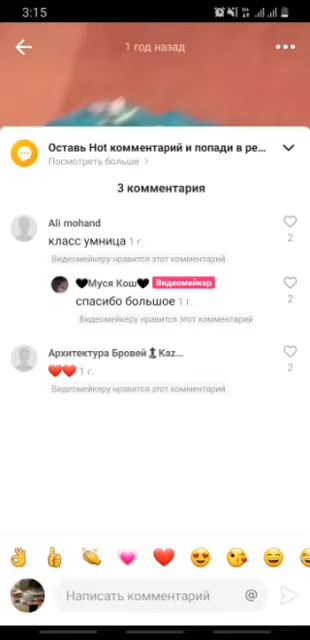 3:15
1 год назад
Оставь Hot комментарий и попади в ре...
Посмотреть больше >
3 комментария
Ali mohand
класс умница 1 г.
2
Видеомейкеру нравится этот комментарий
🖤Муся Кош🖤 Видеомейкер
спасибо большое 1 г.
2
Видеомейкеру нравится этот комментарий
Архитектура Бровей Kaz...
❤️❤️ 1 г.
2
Видеомейкеру нравится этот комментарий
Написать комментарий @